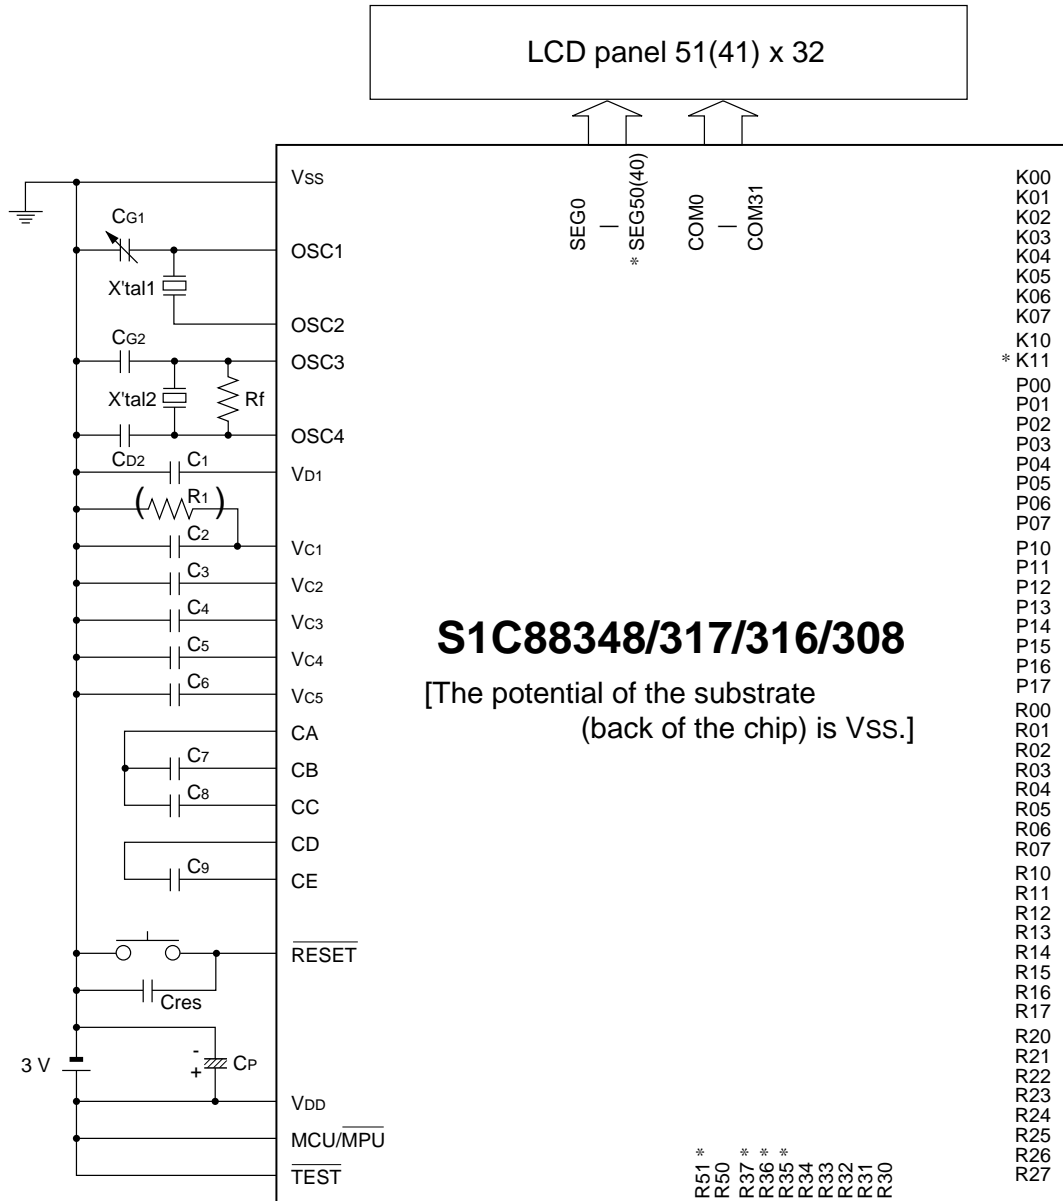 LCD panel 51(41) x 32
SEG0
|
* SEG50(40)
COM0
|
COM31
VSS
CG1
OSC1
X'tal1
OSC2
CG2
OSC3
X'tal2
Rf
OSC4
CD2
C1
VD1
(R1)
C2
VC1
C3
VC2
C4
VC3
C5
VC4
C6
VC5
CA
C7
CB
C8
CC
CD
C9
CE
RESET
Cres
3 V
-
+
CP
VDD
MCU/MPU
TEST
S1C88348/317/316/308
[The potential of the substrate
(back of the chip) is VSS.]
K00
K01
K02
K03
K04
K05
K06
K07
K10
* K11
P00
P01
P02
P03
P04
P05
P06
P07
P10
P11
P12
P13
P14
P15
P16
P17
R00
R01
R02
R03
R04
R05
R06
R07
R10
R11
R12
R13
R14
R15
R16
R17
R20
R21
R22
R23
R24
R25
R26
R27
R51 *
R50
R37 *
R36 *
R35 *
R34
R33
R32
R31
R30